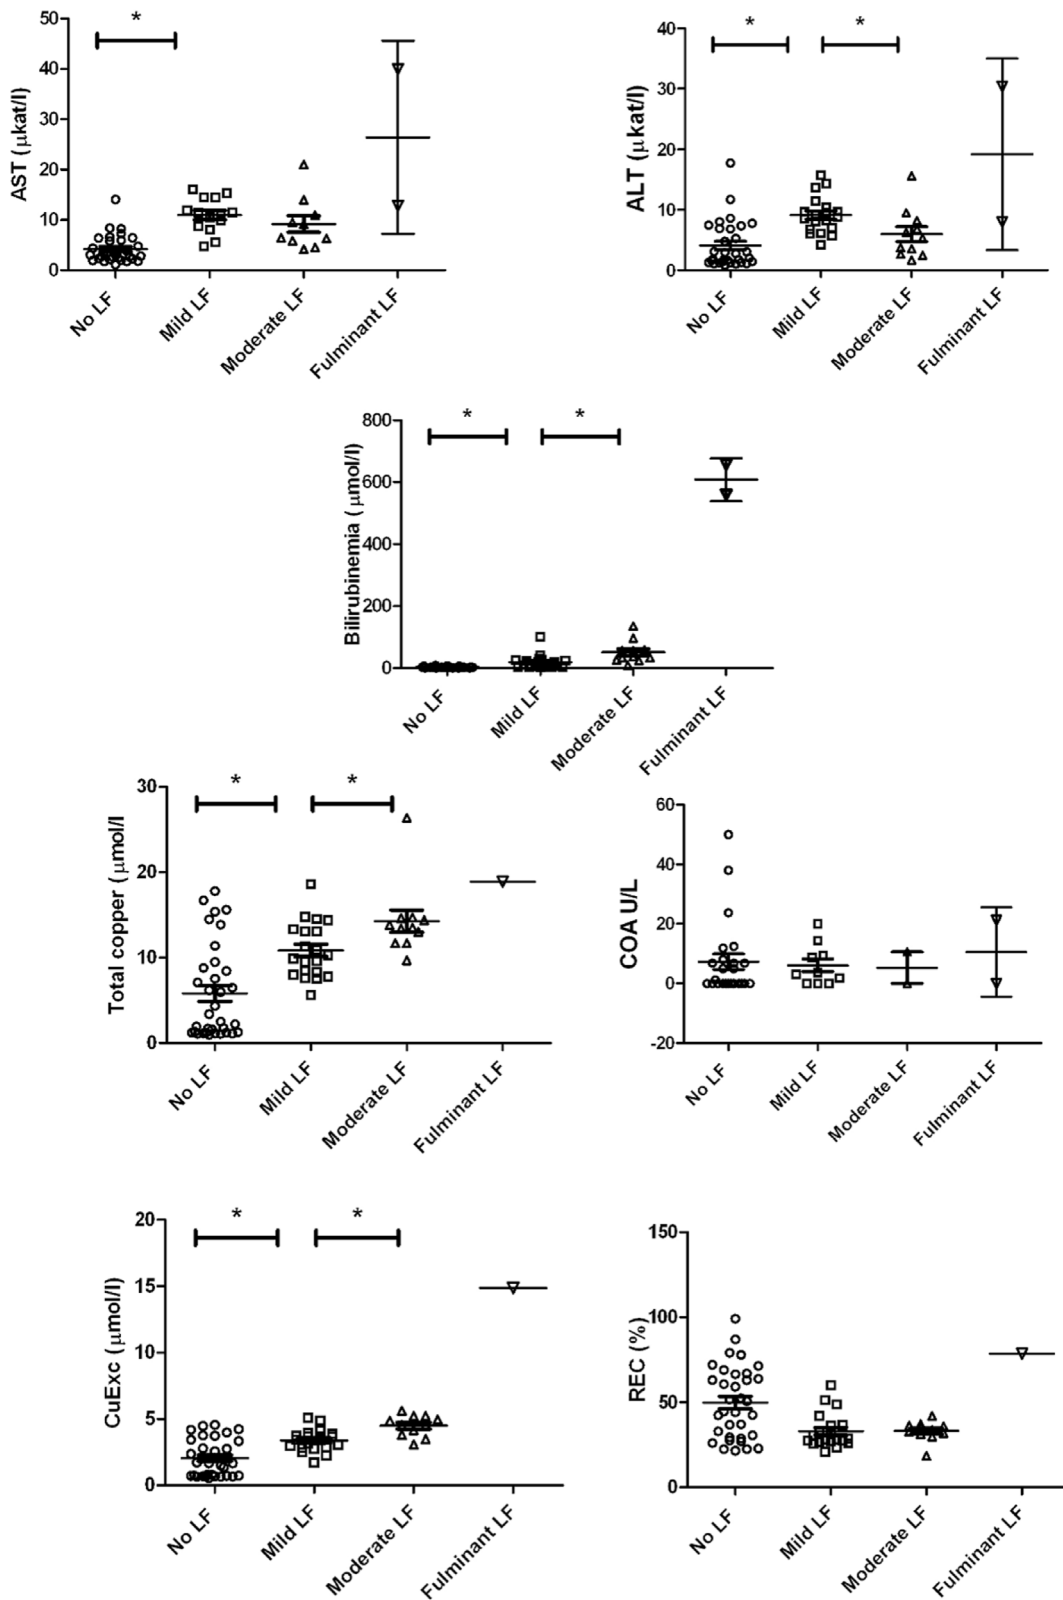 50
40
30
20
10
0
AST (μkat/l)
*
No LF
Mild LF
Moderate LF
Fulminant LF
40
30
20
10
0
ALT (μkat/l)
*
*
No LF
Mild LF
Moderate LF
Fulminant LF
800
600
400
200
0
Bilirubinemia (μmol/l)
*
*
No LF
Mild LF
Moderate LF
Fulminant LF
30
20
10
0
Total copper (μmol/l
*
*
No LF
Mild LF
Moderate LF
Fulminant LF
60
40
20
0
-20
COA U/L
No LF
Mild LF
Moderate LF
Fulminant LF
20
15
10
5
0
CuExc (μmol/l)
*
*
No LF
Mild LF
Moderate LF
Fulminant LF
150
100
50
0
REC (%)
No LF
Mild LF
Moderate LF
Fulminant LF